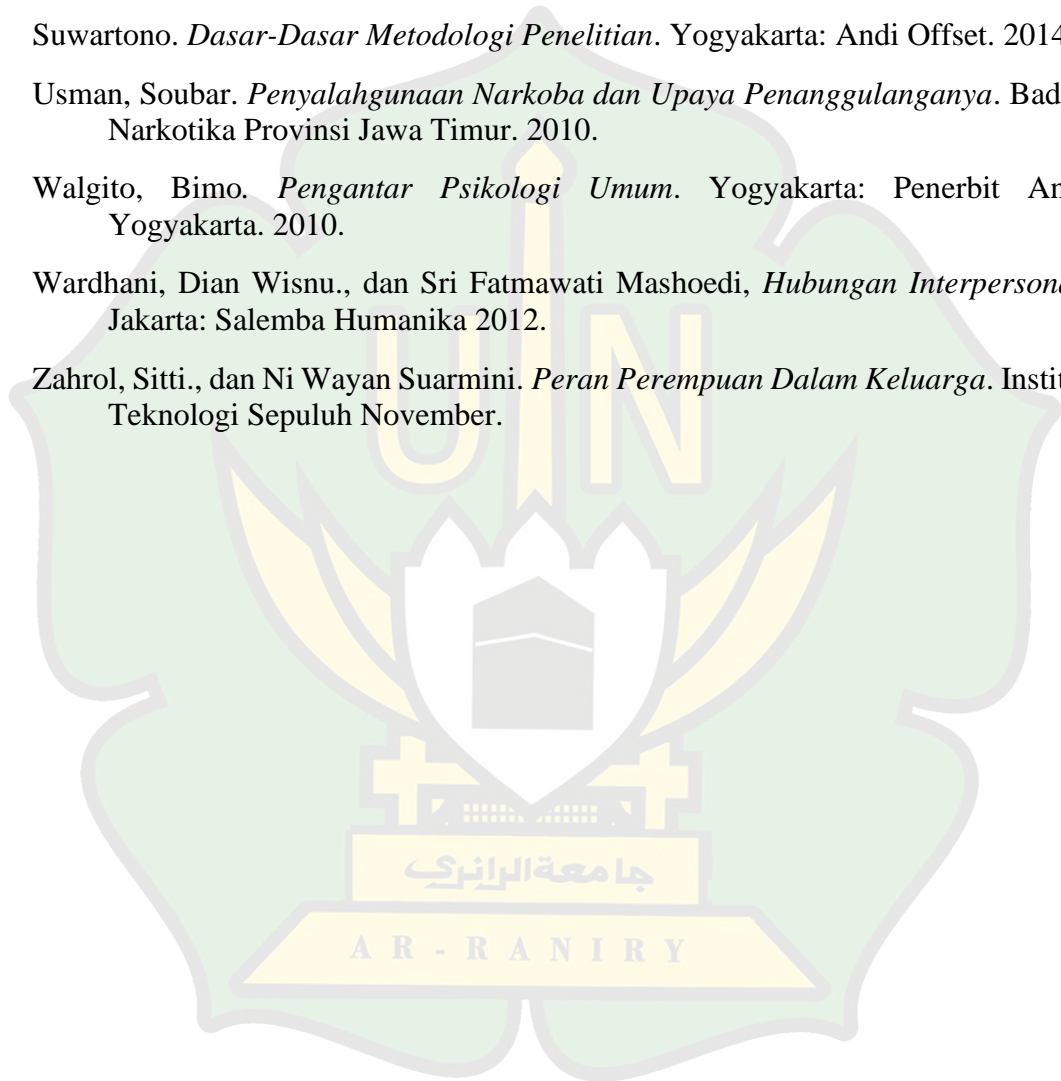 Suwartono. Dasar-Dasar Metodologi Penelitian. Yogyakarta: Andi Offset. 2014
Usman, Soubar. Penyalahgunaan Narkoba dan Upaya Penanggulanganya. Bad
Narkotika Provinsi Jawa Timur. 2010.
Walgito, Bimo. Pengantar Psikologi Umum. Yogyakarta: Penerbit An
Yogyakarta. 2010.
Wardhani, Dian Wisnu., dan Sri Fatmawati Mashoedi, Hubungan Interpersona
Jakarta: Salemba Humanika 2012.
Zahrol, Sitti., dan Ni Wayan Suarmini. Peran Perempuan Dalam Keluarga. Instit
Teknologi Sepuluh November.
UIN
جامعة الرانري
AR-RANIRY